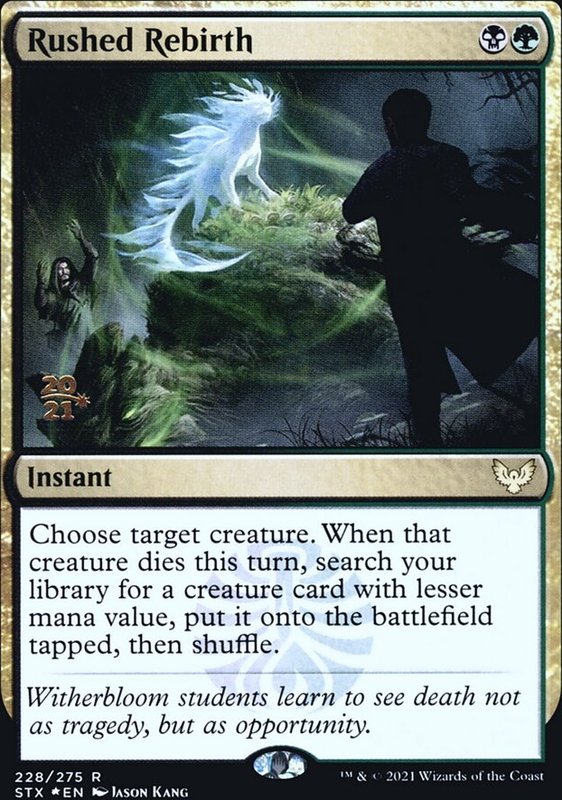 Rushed Rebirth
20
21
Instant
Choose target creature. When that
creature dies this turn, search your
library for a creature card with lesser
mana value, put it onto the battlefield
tapped, then shuffle.
Witherbloom students learn to see death not
as tragedy, but as opportunity.
228/275 R
STX EN Jason Kang
™ & © 2021 Wizards of the Coast